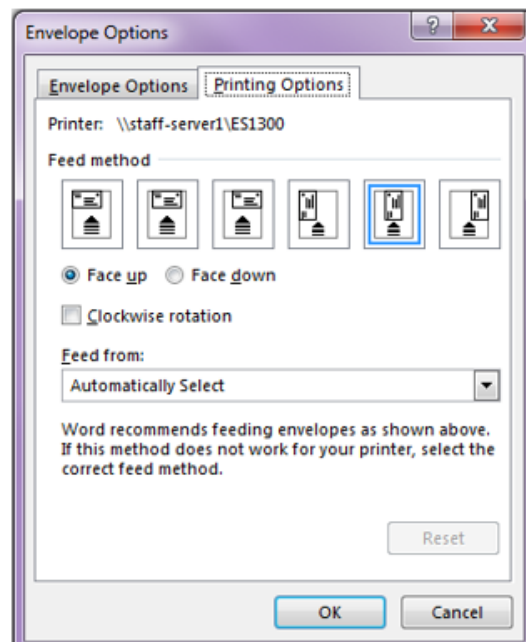 Envelope Options
Envelope Options Printing Options
Printer: \\staff-server1\ES1300
Feed method
Face up Face down
Clockwise rotation
Feed from:
Automatically Select
Word recommends feeding envelopes as shown above.
If this method does not work for your printer, select the
correct feed method.
Reset
OK Cancel